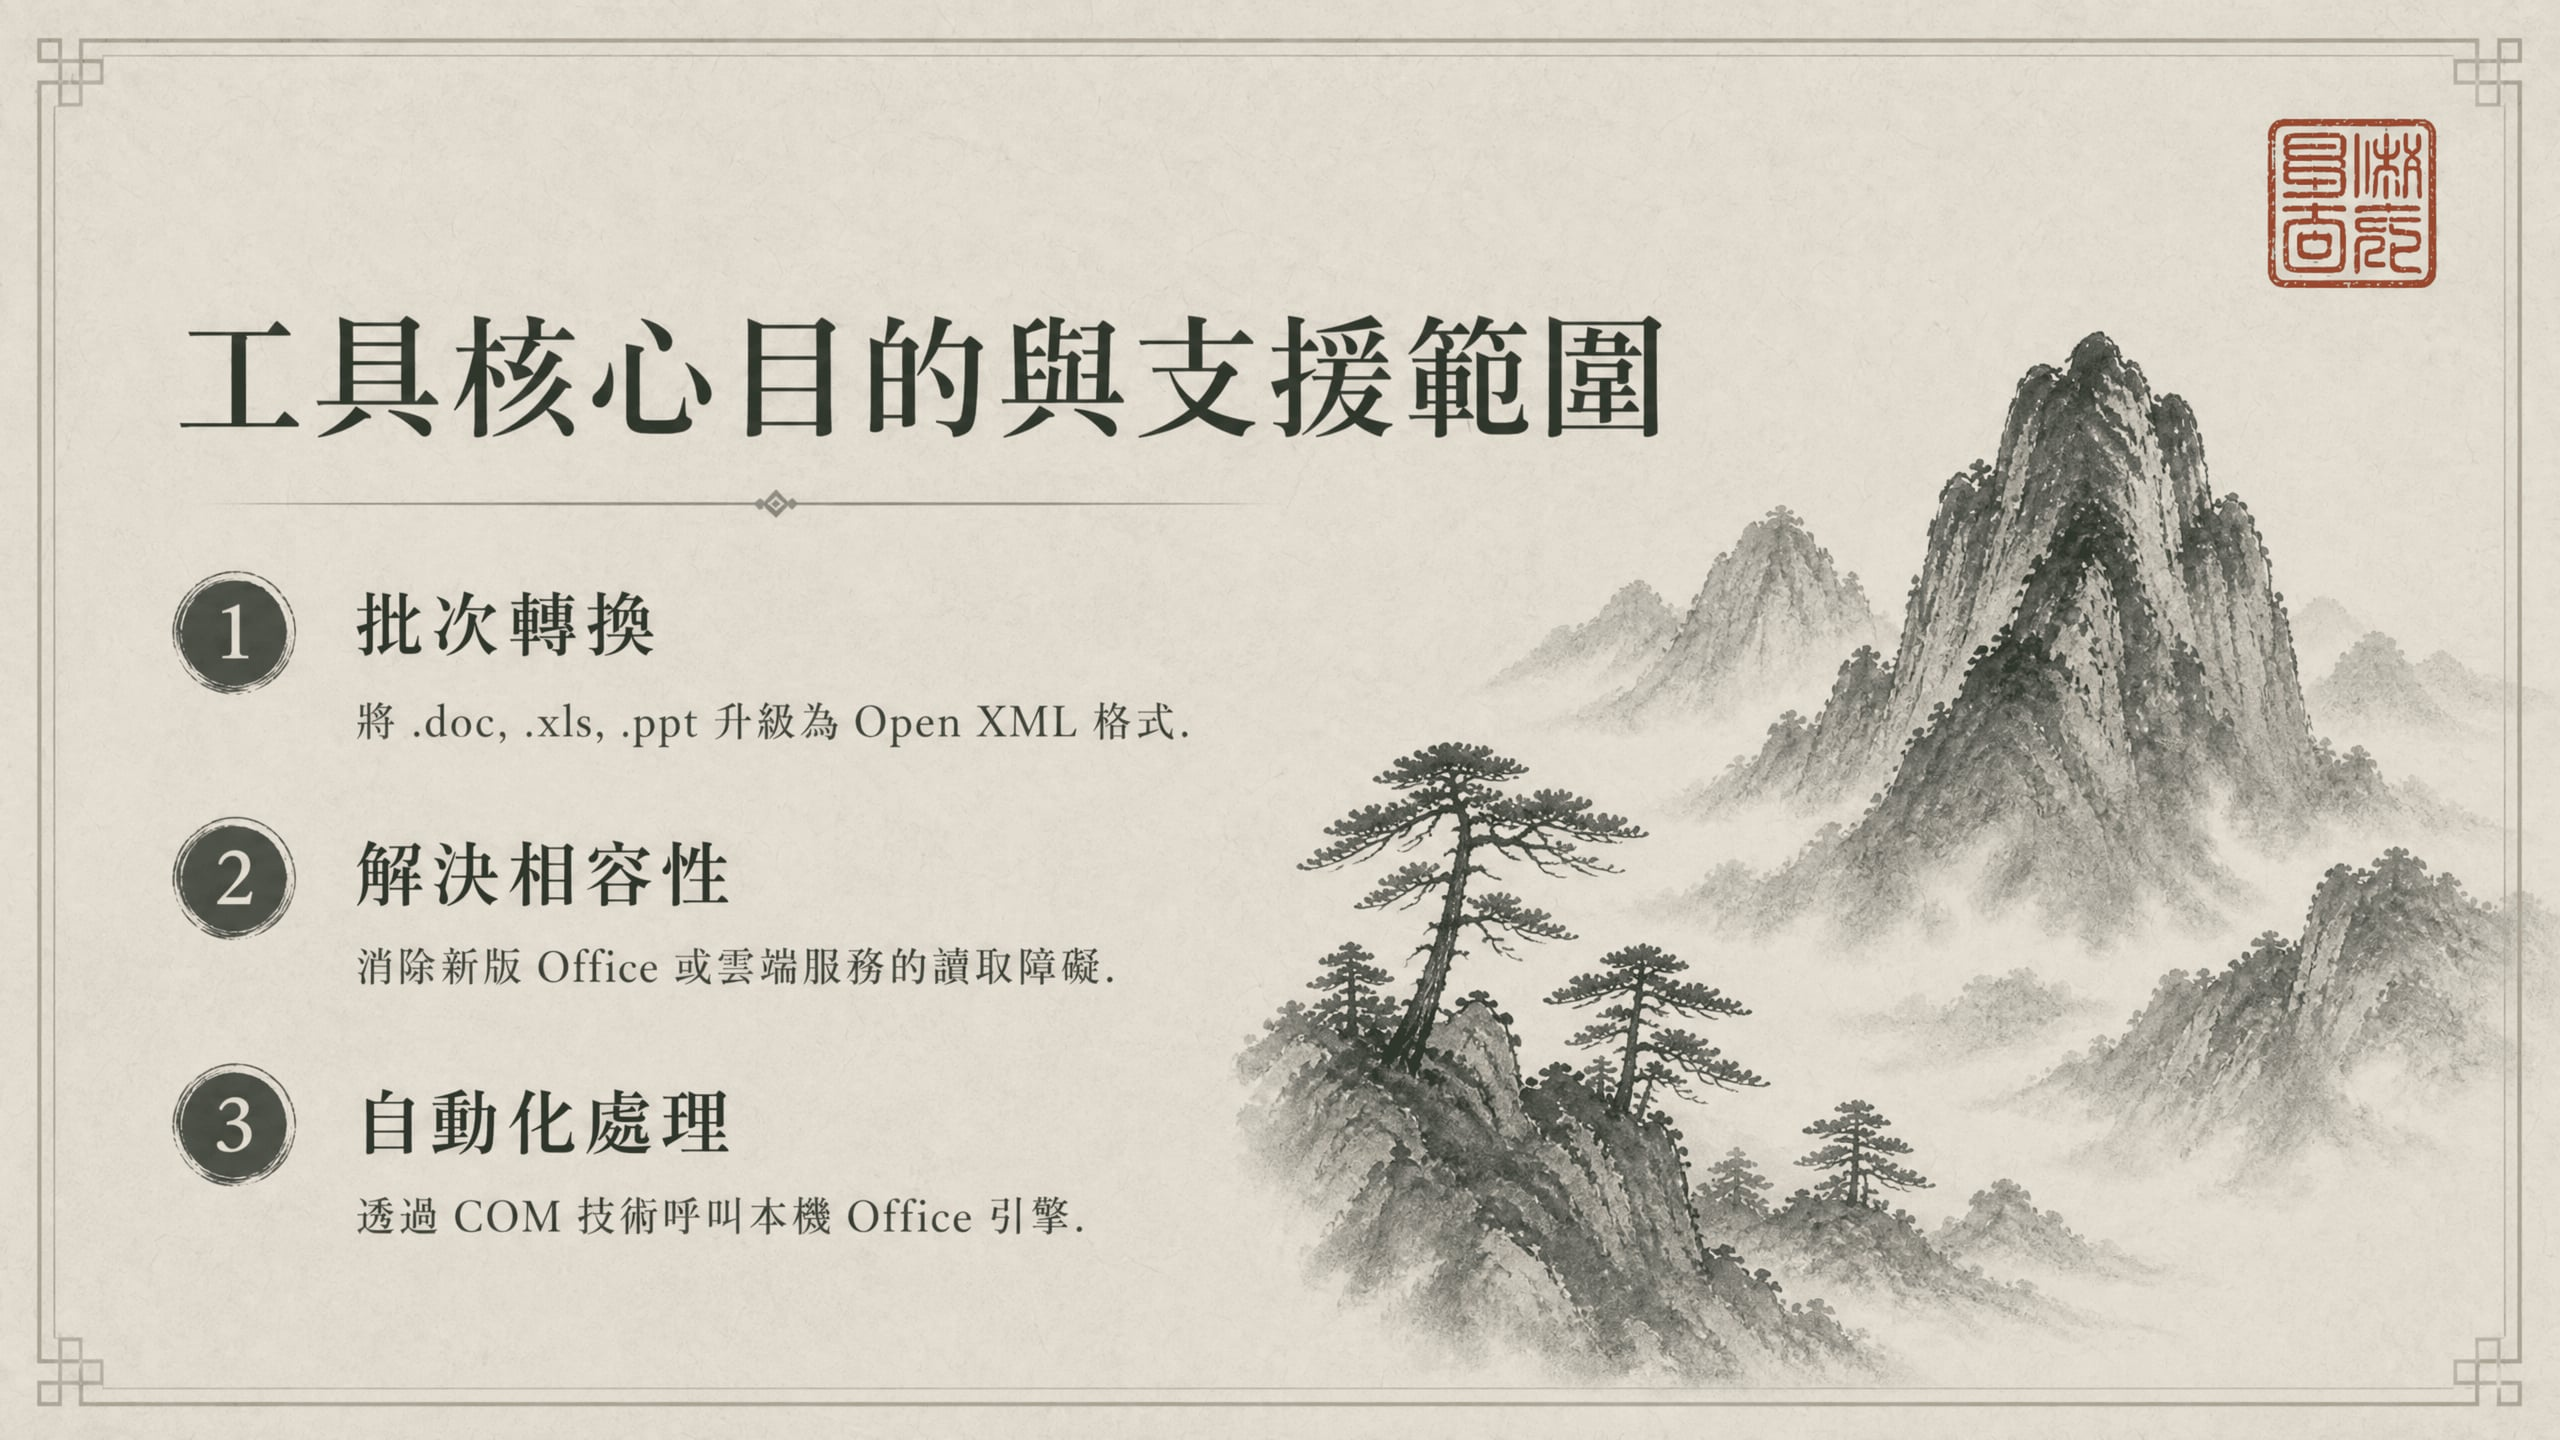 工具核心目的與支援範圍
1
批次轉換
將 .doc, .xls, .ppt 升級為 Open XML 格式.
2
解決相容性
消除新版 Office 或雲端服務的讀取障礙.
3
自動化處理
透過 COM 技術呼叫本機 Office 引擎.